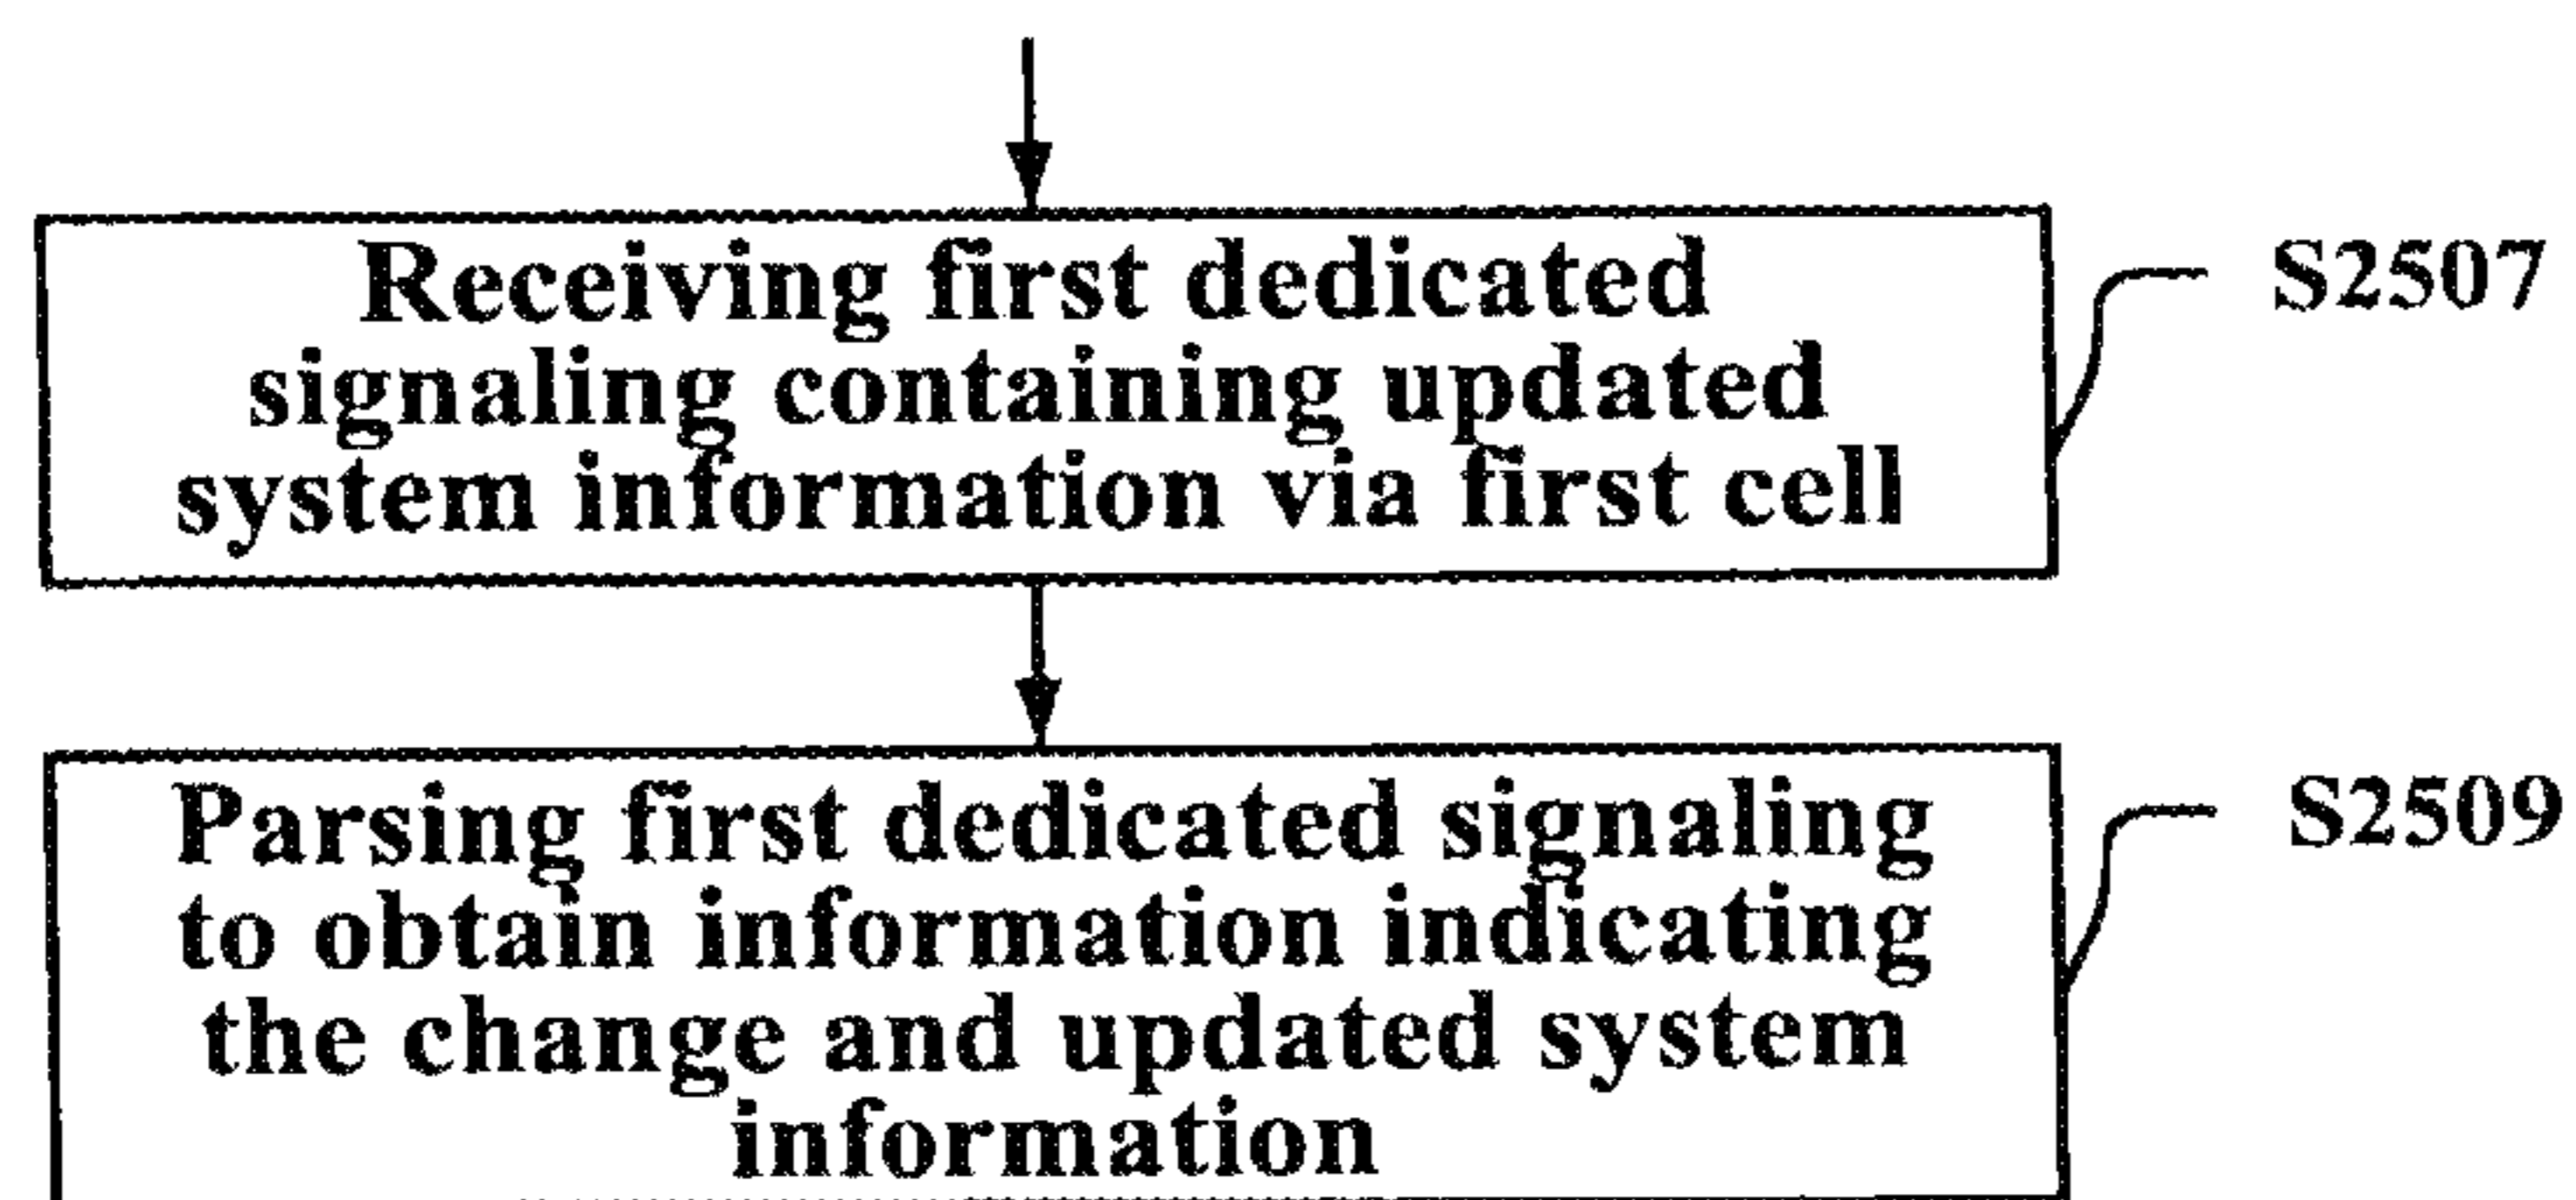 Receiving first dedicated
signaling containing updated
system information via first cell
S2507
Parsing first dedicated signaling
to obtain information indicating
the change and updated system
information
S2509